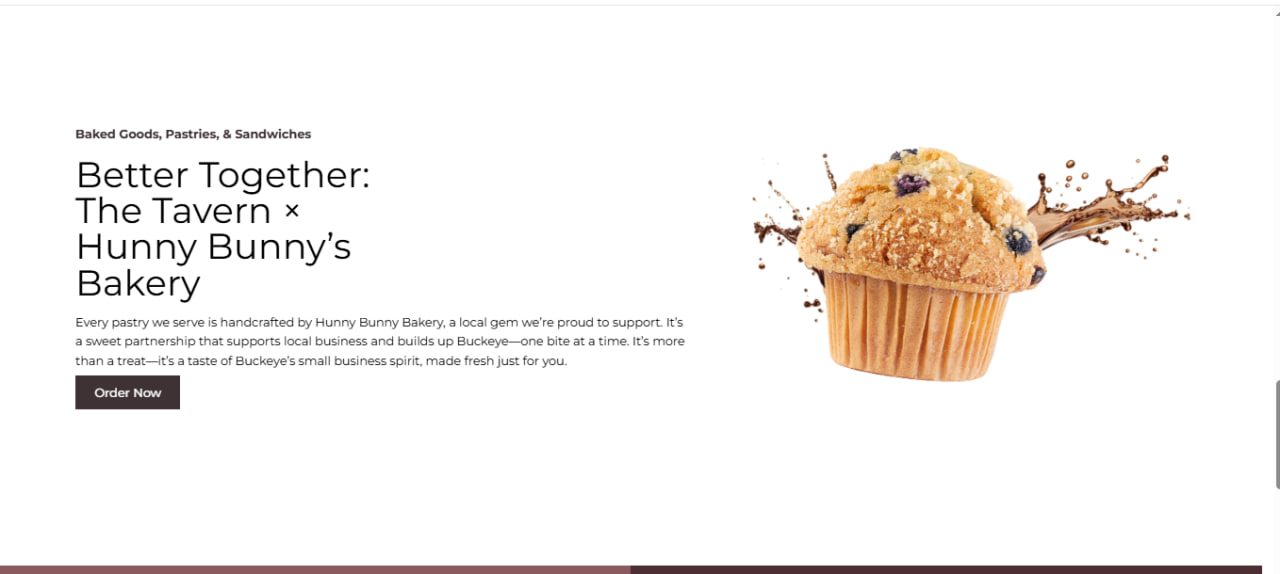 Baked Goods, Pastries, & Sandwiches
Better Together:
The Tavern ×
Hunny Bunny’s
Bakery
Every pastry we serve is handcrafted by Hunny Bunny Bakery, a local gem we’re proud to support. It’s
a sweet partnership that supports local business and builds up Buckeye—one bite at a time. It’s more
than a treat—it’s a taste of Buckeye’s small business spirit, made fresh just for you.
Order Now